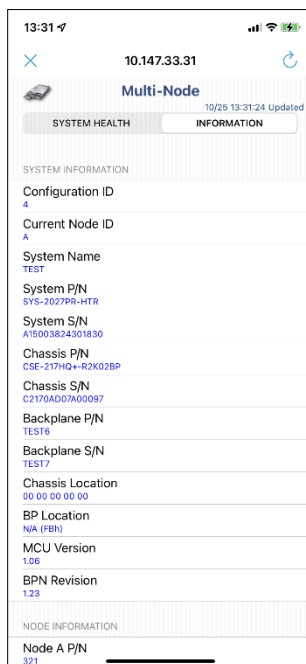 13:31
10.147.33.31
Multi-Node
10/25 13:31:24 Updated
SYSTEM HEALTH
INFORMATION
SYSTEM INFORMATION
Configuration ID
4
Current Node ID
A
System Name
TEST
System P/N
SYS-2027PR-HTR
System S/N
A15003824301830
Chassis P/N
CSE-217HQ+-R2K02BP
Chassis S/N
C2170AD07A00097
Backplane P/N
TEST6
Backplane S/N
TEST7
Chassis Location
00 00 00 00 00
BP Location
N/A (FBh)
MCU Version
1.06
BPN Revision
1.23
NODE INFORMATION
Node A P/N
321